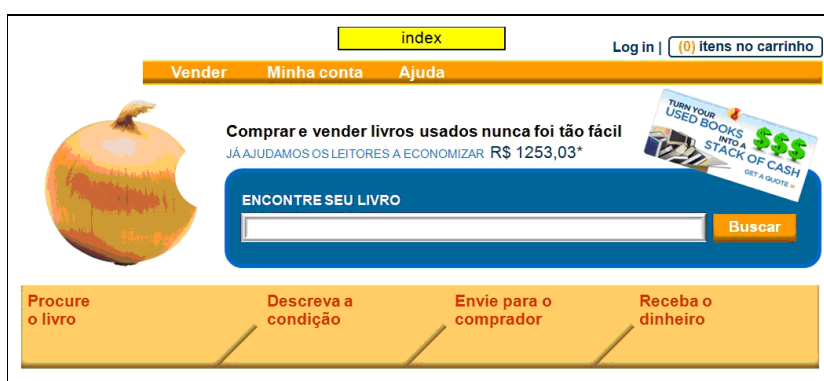 index
Log in | (0) itens no carrinho
Vender Minha conta Ajuda
TURN YOUR
USED BOOKS
INTO A
STACK OF CASH
GET A QUOTE »
$$$
Comprar e vender livros usados nunca foi tão fácil
JÁ AJUDAMOS OS LEITORES A ECONOMIZAR R$ 1253,03*
ENCONTRE SEU LIVRO
Buscar
Procure
o livro
Descreva a
condição
Envie para o
comprador
Receba o
dinheiro